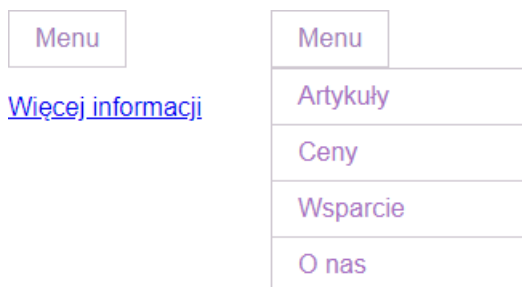 Menu
Więcej informacji
Menu
Artykuły
Ceny
Wsparcie
O nas